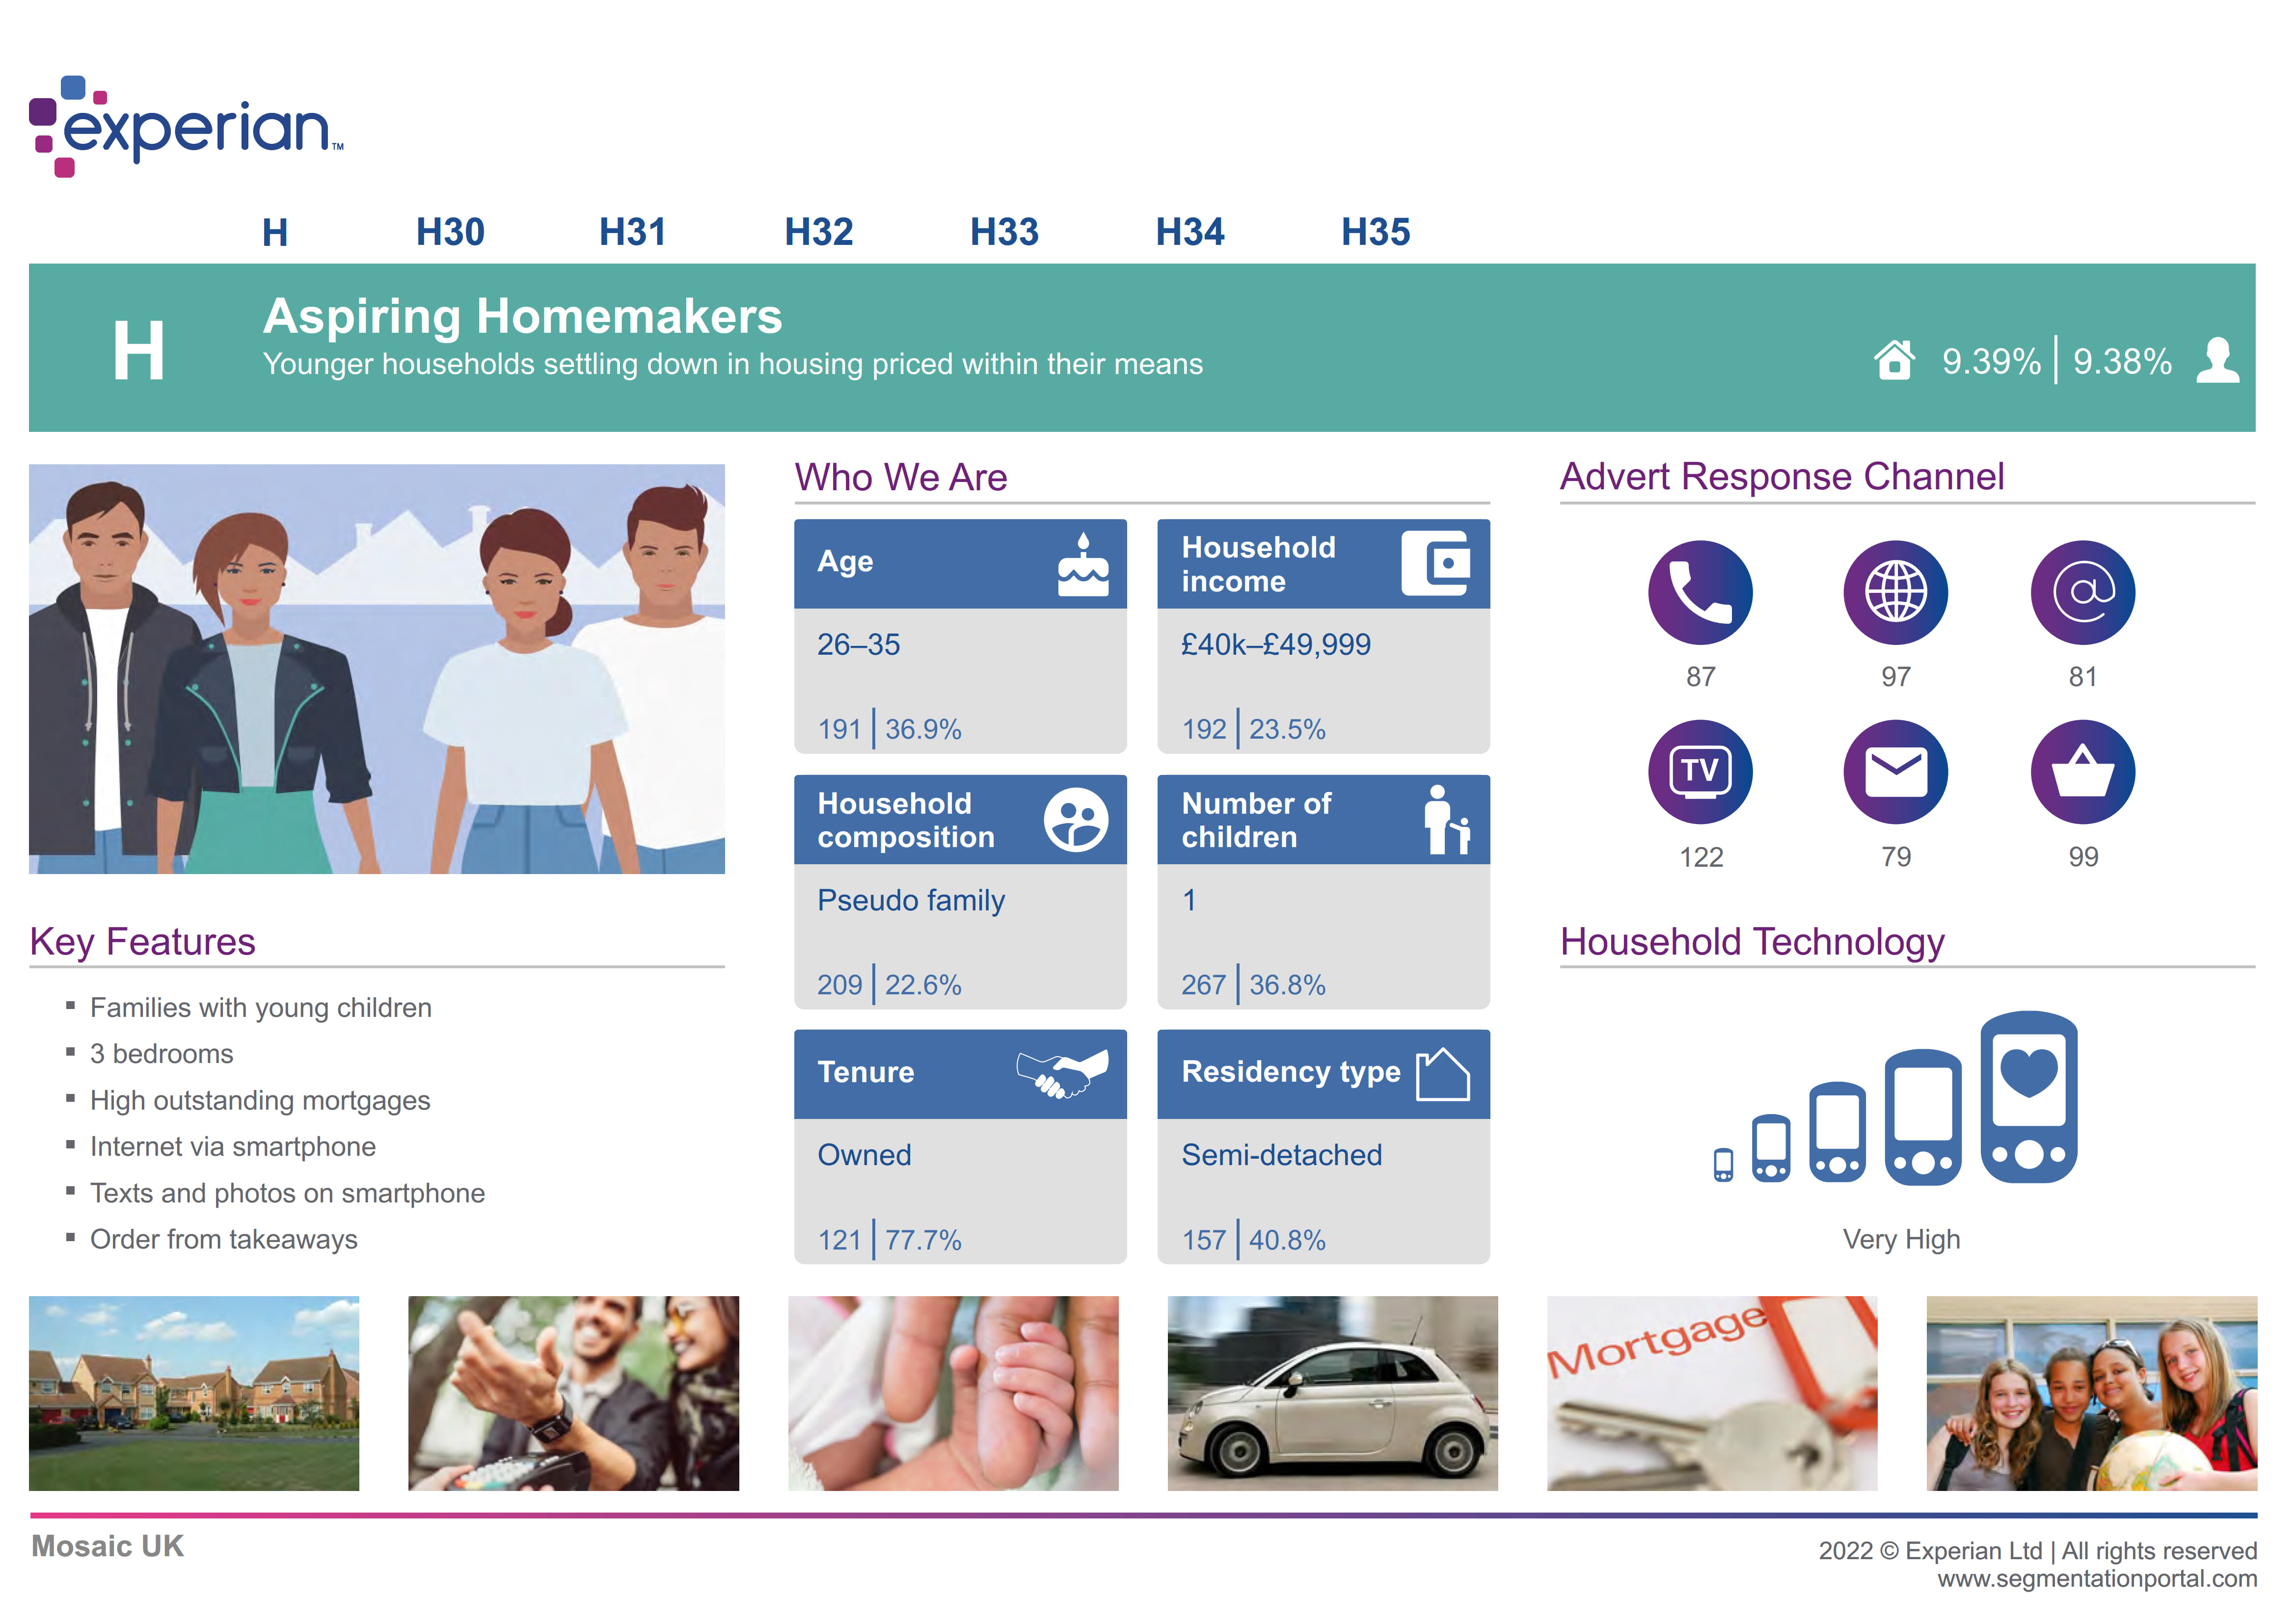 experian™
H H30 H31 H32 H33 H34 H35
H
Aspiring Homemakers
Younger households settling down in housing priced within their means
9.39% | 9.38%
Who We Are
Age
26–35
191 | 36.9%
Household
income
£40k–£49,999
192 | 23.5%
Household
composition
Pseudo family
209 | 22.6%
Number of
children
1
267 | 36.8%
Tenure
Owned
121 | 77.7%
Residency type
Semi-detached
157 | 40.8%
Advert Response Channel
@
87 97 81
TV
122 79 99
Key Features
▪ Families with young children
▪ 3 bedrooms
▪ High outstanding mortgages
▪ Internet via smartphone
▪ Texts and photos on smartphone
▪ Order from takeaways
Household Technology
Very High
Mortgage
Mosaic UK
2022 © Experian Ltd | All rights reserved
www.segmentationportal.com